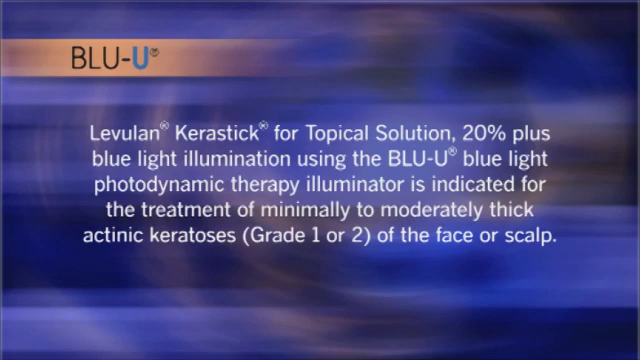 BLU-U®
Levulan® Kerastick® for Topical Solution, 20% plus
blue light illumination using the BLU-U® blue light
photodynamic therapy illuminator is indicated for
the treatment of minimally to moderately thick
actinic keratoses (Grade 1 or 2) of the face or scalp.